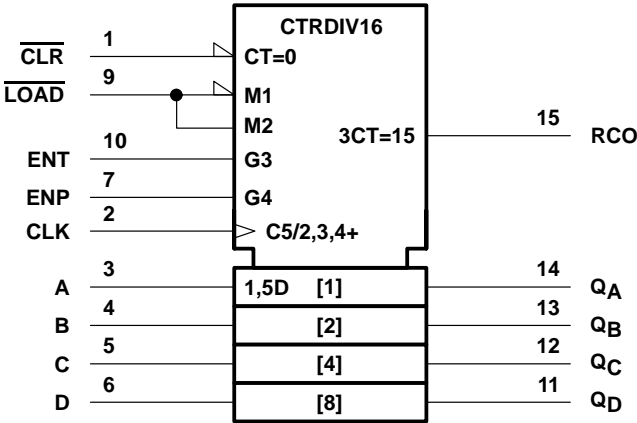 CTRDIV16
1
CLR
CT=0
9
LOAD
M1
M2
15
3CT=15
RCO
10
ENT
G3
7
ENP
G4
2
CLK
C5/2,3,4+
3
A
1,5D [1]
14
QA
4
B
[2]
13
QB
5
C
[4]
12
QC
6
D
[8]
11
QD